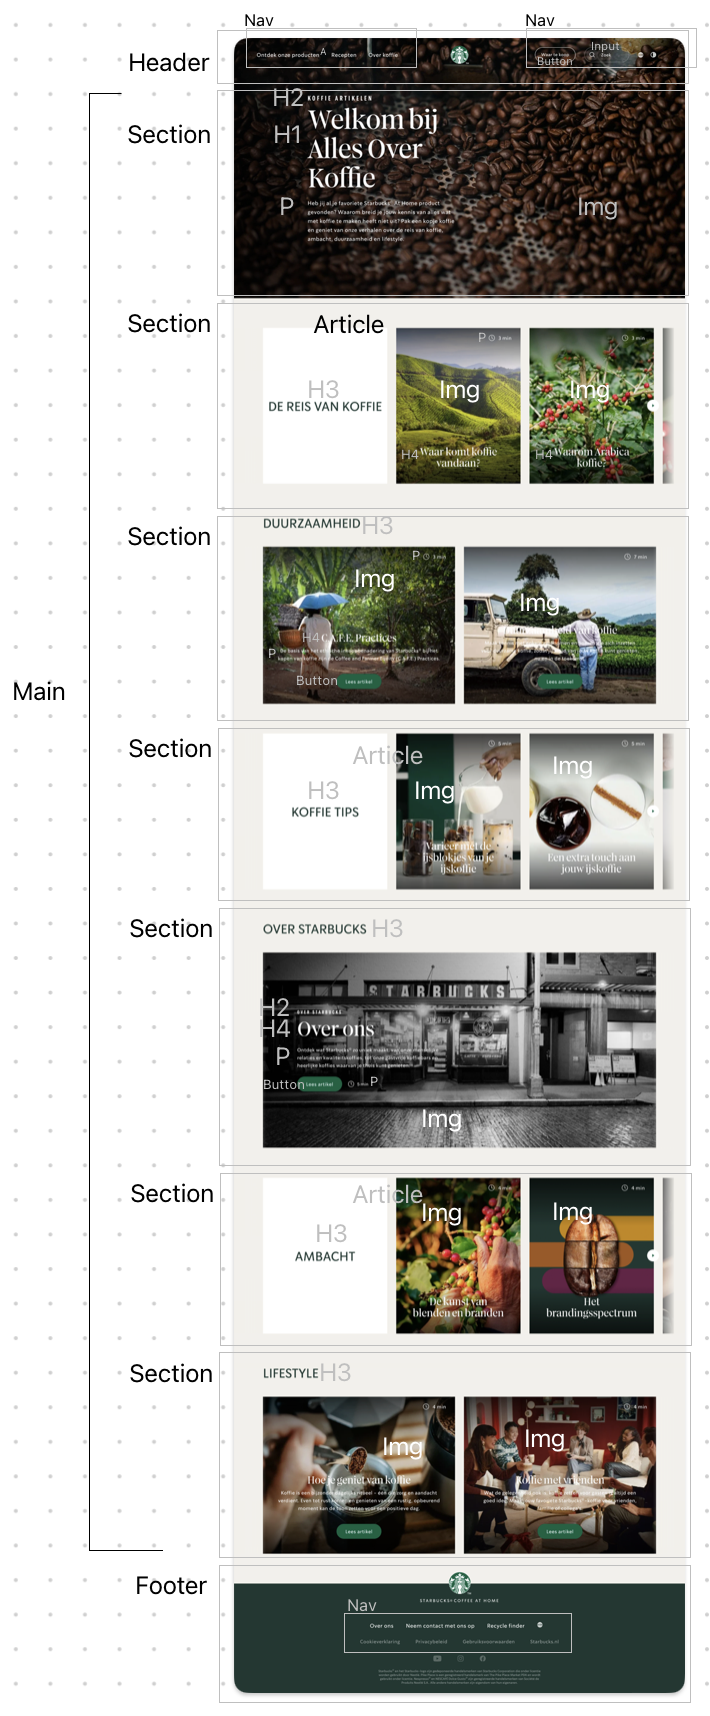 Nav
Nav
Header
Ontdek onze producten
A
Recepten
Over koffie
Waar te koop
Button
Input
Zoek
Section
H2
KOFFIE ARTIKELEN
H1
Welkom bij
Alles Over
Koffie
P
Heb jij al je favoriete Starbucks® At Home product
gevonden? Waarom breid je jouw kennis van alles wat
met koffie te maken heeft niet uit? Pak een kopje koffie
en geniet van onze verhalen over de reis van koffie,
ambacht, duurzaamheid en lifestyle.
Img
Section
Article
H3
DE REIS VAN KOFFIE
P
3 min
Img
H4
Waar komt koffie
vandaan?
3 min
Img
H4
Waarom Arabica
koffie?
Section
DUURZAAMHEID
H3
P
3 min
Img
H4
C.A.F.E. Practices
P
Button
Lees artikel
7 min
Img
koffie
Lees artikel
Main
Section
Article
H3
KOFFIE TIPS
6 min
Img
Varieer met de
ijsblokjes van je
ijskoffie
5 min
Img
Een extra touch aan
jouw ijskoffie
Section
OVER STARBUCKS
H3
STARBUCKS
H2
OVER STARBUCKS
H4
Over ons
P
Button
Lees artikel
5 min
P
Img
Section
Article
H3
AMBACHT
4 min
Img
De kunst van
blenden en branden
4 min
Img
Het
brandingsspectrum
Section
LIFESTYLE
H3
4 min
Img
Hoe je geniet van koffie
Lees artikel
4 min
Img
Koffie met vrienden
Lees artikel
Footer
STARBUCKS® COFFEE AT HOME
Nav
Over ons
Neem contact met ons op
Recycle finder
Cookieverklaring
Privacybeleid
Gebruiksvoorwaarden
Starbucks.nl